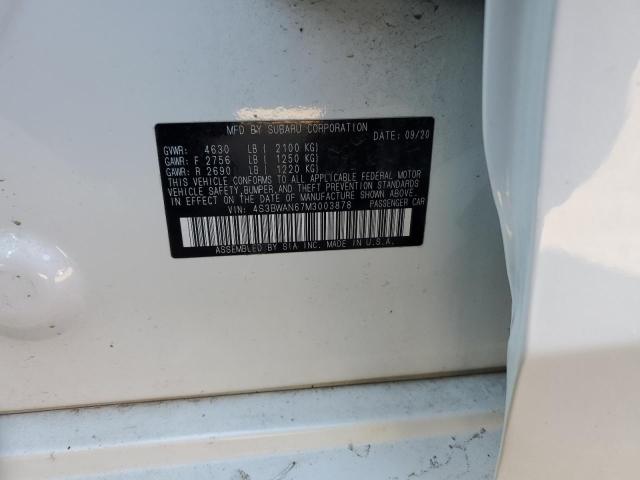 MFD BY SUBARU CORPORATION
DATE: 09/20
GVWR: 4630 LB ( 2100 KG)
GAWR: F 2756 LB ( 1250 KG)
GAWR: R 2690 LB ( 1220 KG)
THIS VEHICLE CONFORMS TO ALL APPLICABLE FEDERAL MOTOR
VEHICLE SAFETY, BUMPER, AND THEFT PREVENTION STANDARDS
IN EFFECT ON THE DATE OF MANUFACTURE SHOWN ABOVE.
VIN: 4S3BWAN67M3003878 PASSENGER CAR
ASSEMBLED BY SIA INC. MADE IN U.S.A.